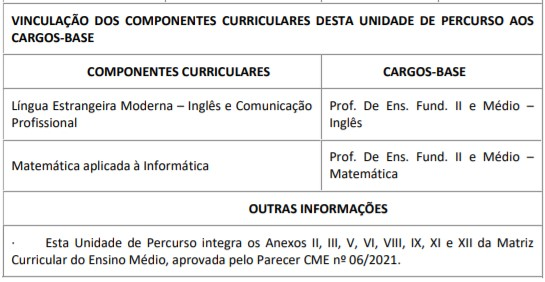 VINCULAÇÃO DOS COMPONENTES CURRICULARES DESTA UNIDADE DE PERCURSO AOS
CARGOS-BASE
COMPONENTES CURRICULARES
CARGOS-BASE
Língua Estrangeira Moderna – Inglês e Comunicação
Profissional
Prof. De Ens. Fund. II e Médio –
Inglês
Matemática aplicada à Informática
Prof. De Ens. Fund. II e Médio –
Matemática
OUTRAS INFORMAÇÕES
· Esta Unidade de Percurso integra os Anexos II, III, V, VI, VIII, IX, XI e XII da Matriz
Curricular do Ensino Médio, aprovada pelo Parecer CME nº 06/2021.